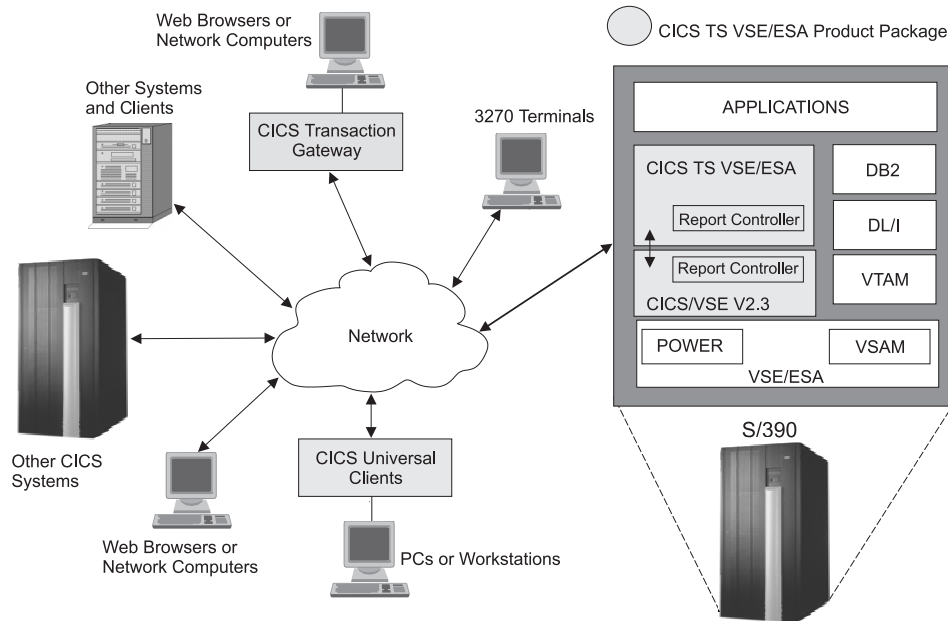 Web Browsers or
Network Computers
CICS TS VSE/ESA Product Package
Other Systems
and Clients
CICS Transaction
Gateway
3270 Terminals
APPLICATIONS
CICS TS VSE/ESA
Report Controller
DB2
DL/I
Report Controller
CICS/VSE V2.3
VTAM
Network
POWER
VSAM
VSE/ESA
Other CICS
Systems
CICS Universal
Clients
S/390
Web Browsers or
Network Computers
PCs or Workstations